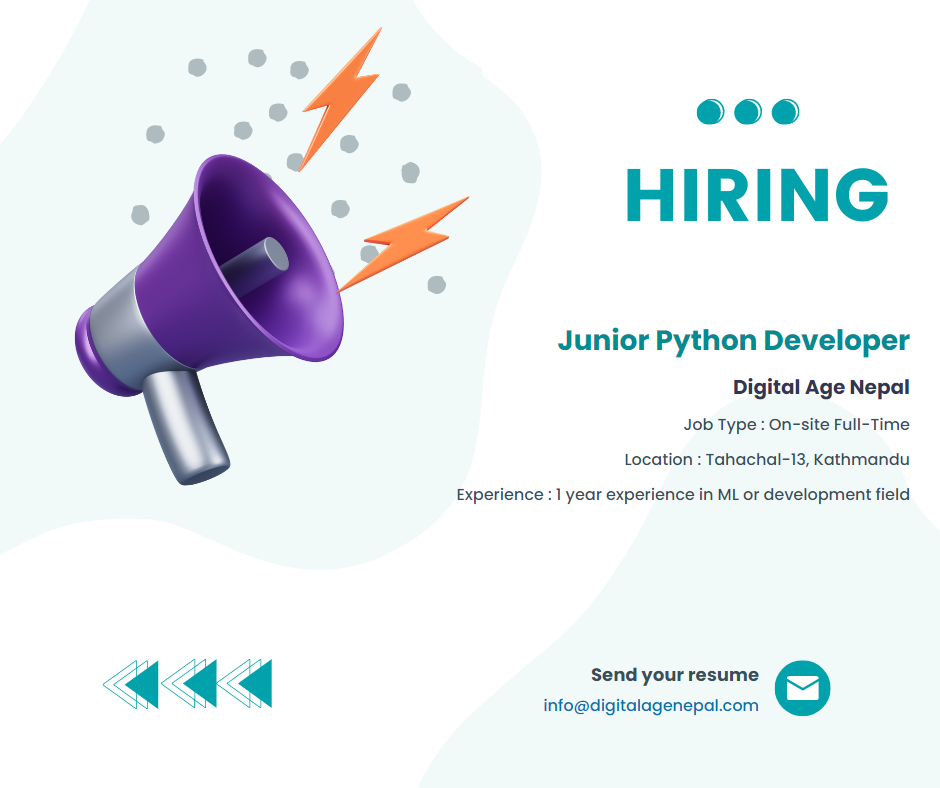 HIRING
Junior Python Developer
Digital Age Nepal
Job Type : On-site Full-Time
Location : Tahachal-13, Kathmandu
Experience : 1 year experience in ML or development field
Send your resume
info@digitalagenepal.com